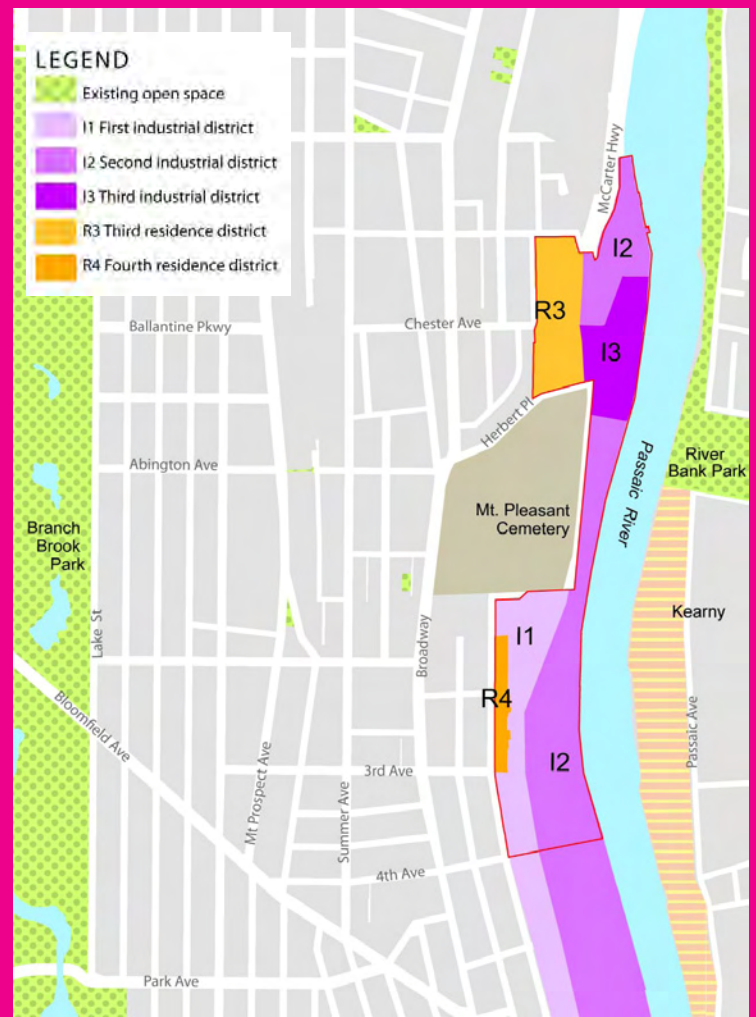 LEGEND
Existing open space
I1 First industrial district
I2 Second industrial district
I3 Third industrial district
R3 Third residence district
R4 Fourth residence district
McCarter Hwy
I2
R3
Ballantine Pkwy
Chester Ave
I3
Herbert Pl
Abington Ave
Passaic River
River
Bank Park
Mt. Pleasant
Cemetery
Branch
Brook
Park
Lake St
Broadway
I1
Kearny
R4
Bloomfield Ave
Passaic Ave
Mt Prospect Ave
Summer Ave
3rd Ave
I2
4th Ave
Park Ave